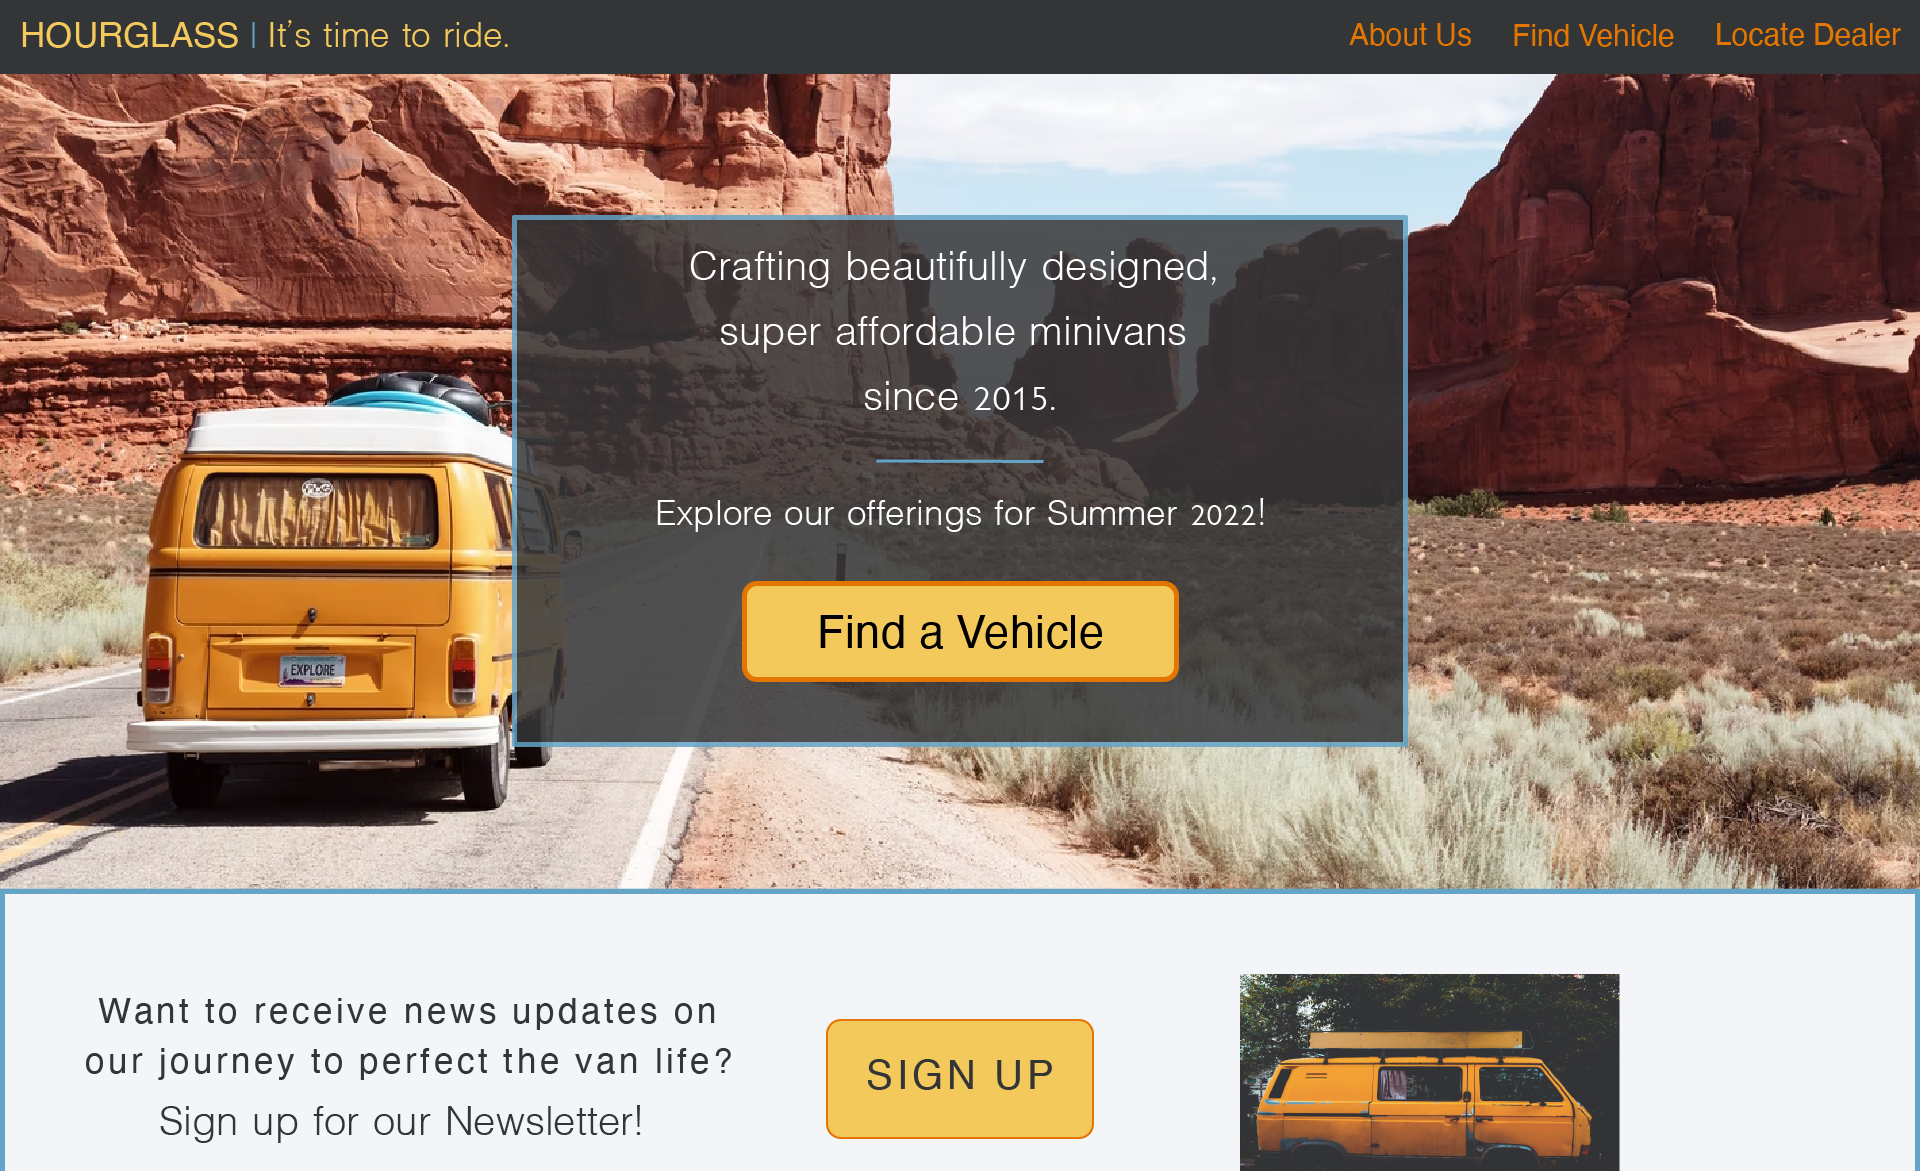 HOURGLASS | It's time to ride.
About Us Find Vehicle Locate Dealer
Crafting beautifully designed,
super affordable minivans
since 2015.
Explore our offerings for Summer 2022!
Find a Vehicle
EXPLORE
Want to receive news updates on
our journey to perfect the van life?
Sign up for our Newsletter!
SIGN UP